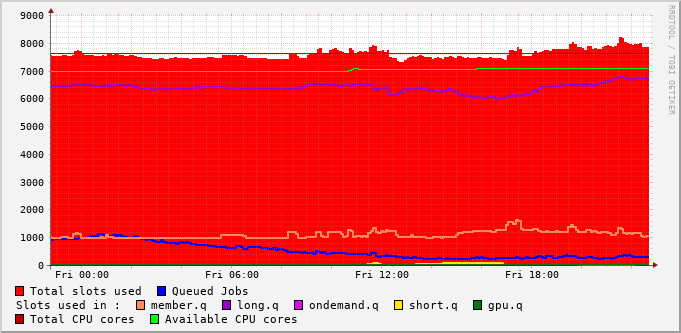 9000
8000
7000
6000
5000
4000
3000
2000
1000
0
Fri 00:00 Fri 06:00 Fri 12:00 Fri 18:00
RRDTOOL / TOBI OETIKER
Total slots used Queued Jobs
Slots used in : member.q long.q ondemand.q short.q gpu.q
Total CPU cores Available CPU cores